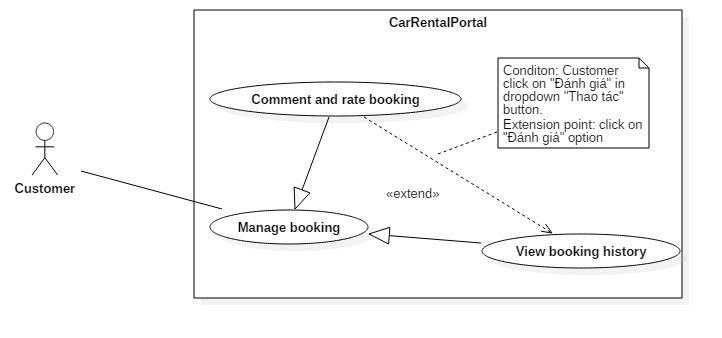 CarRentalPortal
Conditon: Customer
click on "Đánh giá" in
dropdown "Thao tác"
button.
Extension point: click on
"Đánh giá" option
Comment and rate booking
Customer
«extend»
Manage booking
View booking history